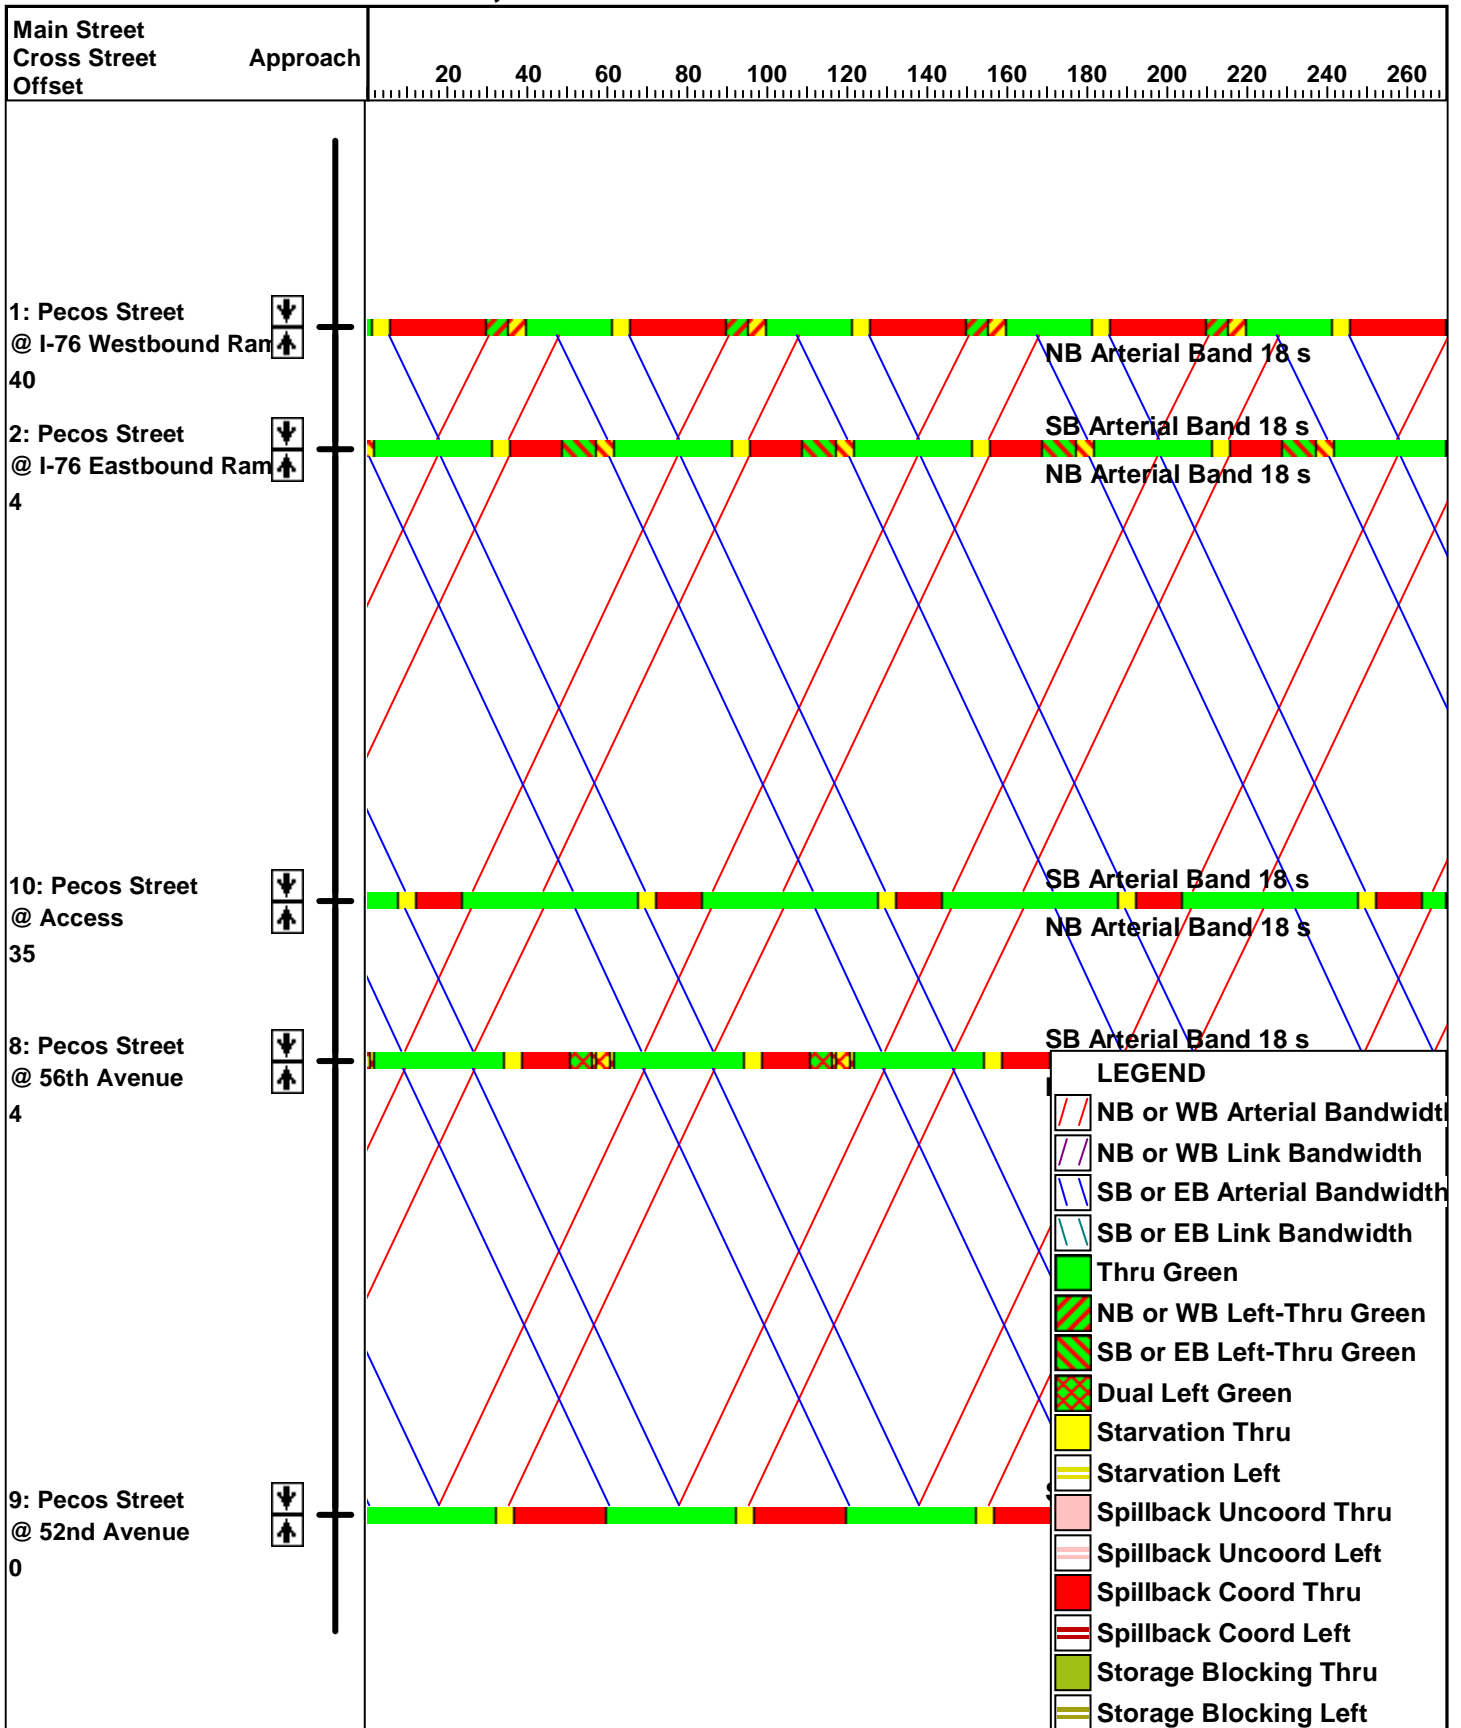 Main Street
Cross Street Approach
Offset
20 40 60 80 100 120 140 160 180 200 220 240 260
1: Pecos Street
@ I-76 Westbound Ram
40
NB Arterial Band 18 s
2: Pecos Street
@ I-76 Eastbound Ram
4
SB Arterial Band 18 s
NB Arterial Band 18 s
10: Pecos Street
@ Access
35
SB Arterial Band 18 s
NB Arterial Band 18 s
8: Pecos Street
@ 56th Avenue
4
SB Arterial Band 18 s
9: Pecos Street
@ 52nd Avenue
0
LEGEND
NB or WB Arterial Bandwidth
NB or WB Link Bandwidth
SB or EB Arterial Bandwidth
SB or EB Link Bandwidth
Thru Green
NB or WB Left-Thru Green
SB or EB Left-Thru Green
Dual Left Green
Starvation Thru
Starvation Left
Spillback Uncoord Thru
Spillback Uncoord Left
Spillback Coord Thru
Spillback Coord Left
Storage Blocking Thru
Storage Blocking Left